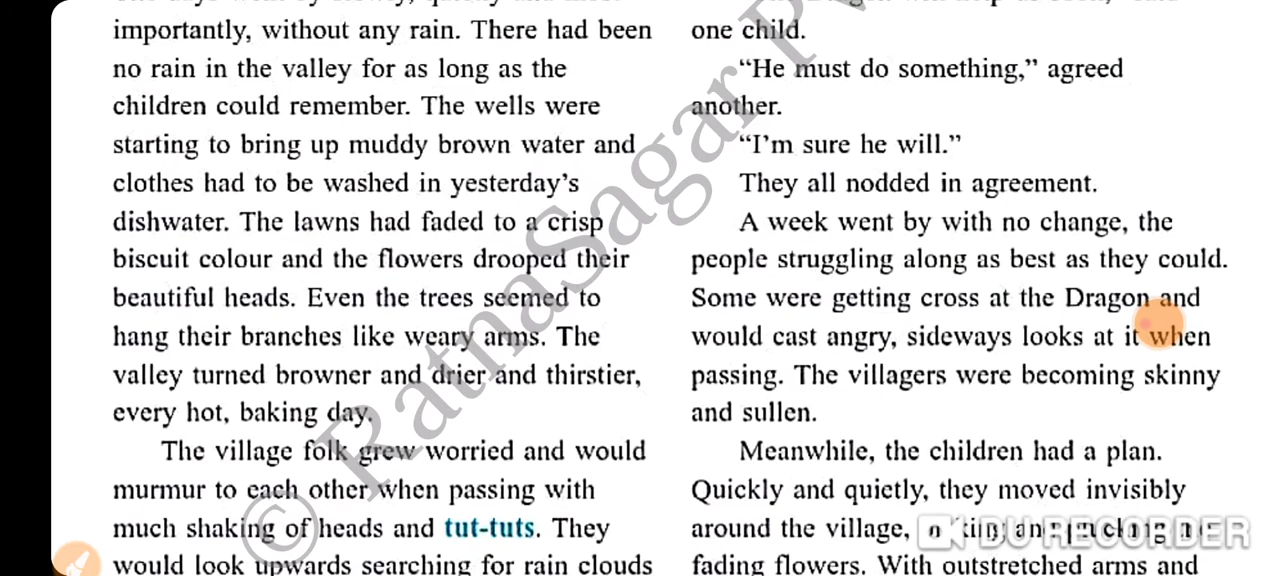 importantly, without any rain. There had been
no rain in the valley for as long as the
children could remember. The wells were
starting to bring up muddy brown water and
clothes had to be washed in yesterday’s
dishwater. The lawns had faded to a crisp
biscuit colour and the flowers drooped their
beautiful heads. Even the trees seemed to
hang their branches like weary arms. The
valley turned browner and drier and thirstier,
every hot, baking day.
The village folk grew worried and would
murmur to each other when passing with
much shaking of heads and tut-tuts. They
would look upwards searching for rain clouds
one child.
“He must do something,” agreed
another.
“I’m sure he will.”
They all nodded in agreement.
A week went by with no change, the
people struggling along as best as they could.
Some were getting cross at the Dragon and
would cast angry, sideways looks at it when
passing. The villagers were becoming skinny
and sullen.
Meanwhile, the children had a plan.
Quickly and quietly, they moved invisibly
around the village,
fading flowers. With outstretched arms and
© RatnaSagar
DU RECORDER